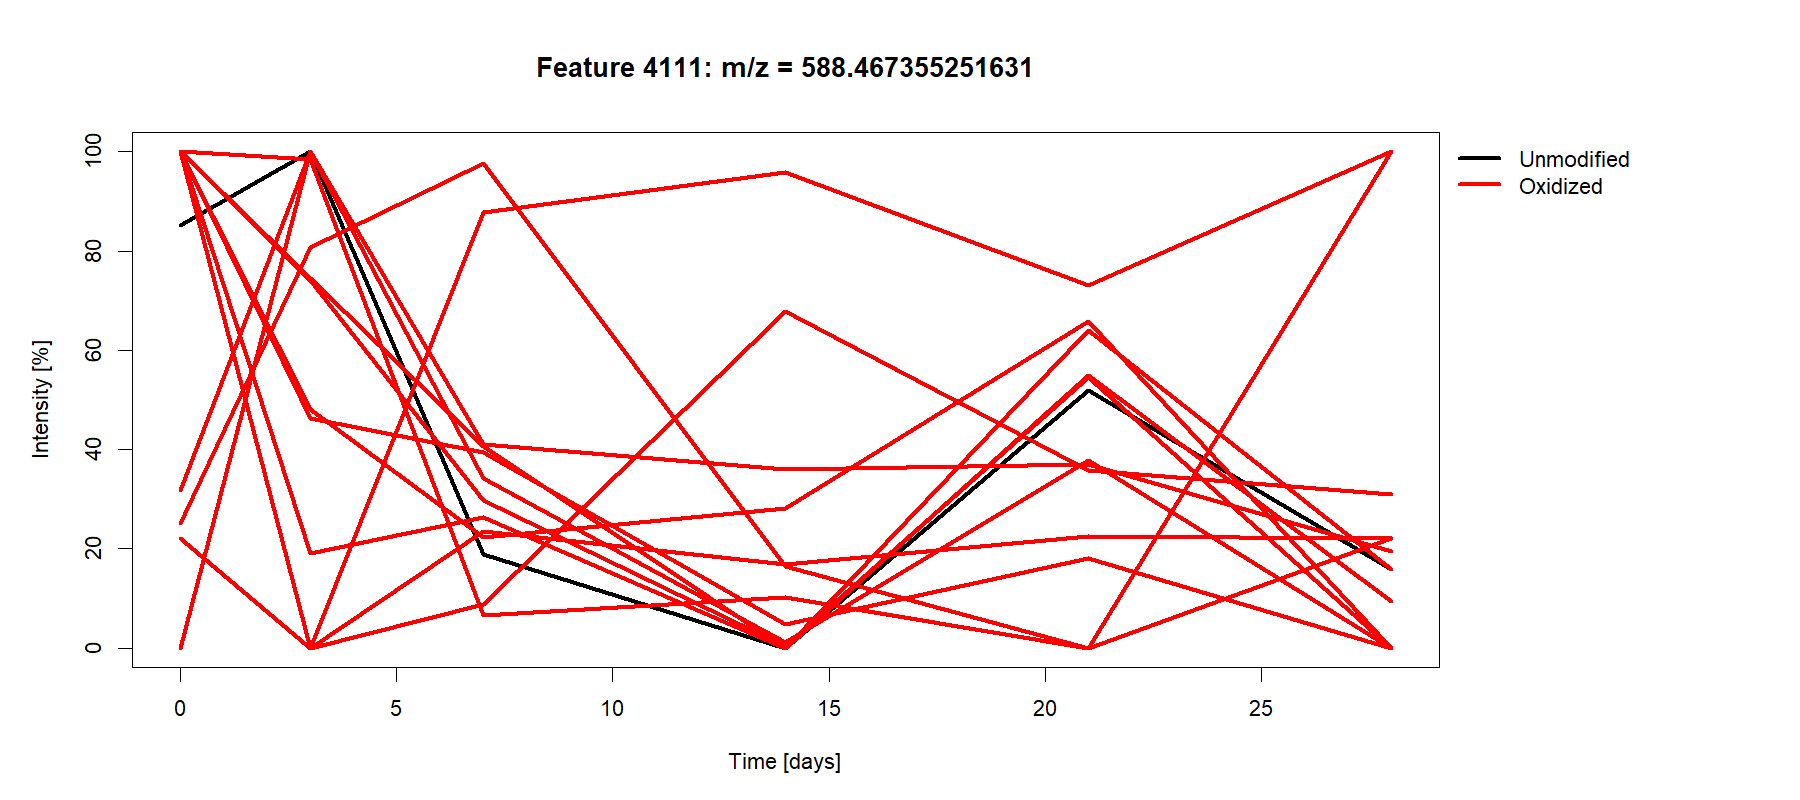 Feature 4111: m/z = 588.467355251631
Unmodified
Oxidized
100
80
60
40
20
0
Intensity [%]
0 5 10 15 20 25
Time [days]